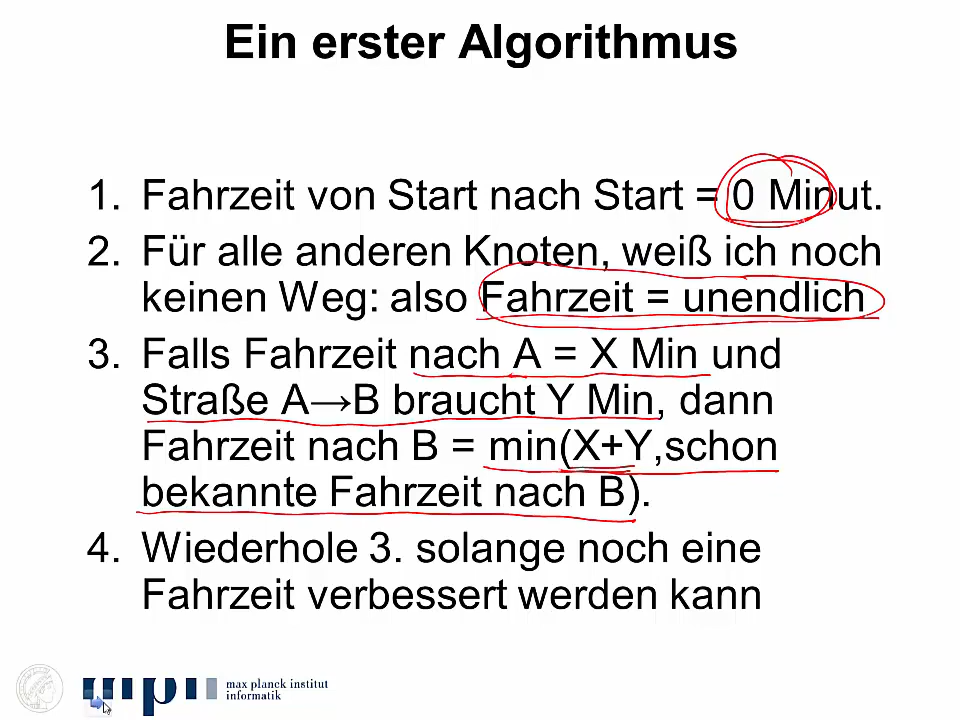 Ein erster Algorithmus
1. Fahrzeit von Start nach Start = 0 Minut.
2. Für alle anderen Knoten, weiß ich noch
keinen Weg: also Fahrzeit = unendlich
3. Falls Fahrzeit nach A = X Min und
Straße A→B braucht Y Min, dann
Fahrzeit nach B = min(X+Y,schon
bekannte Fahrzeit nach B).
4. Wiederhole 3. solange noch eine
Fahrzeit verbessert werden kann
max planck institut
informatik